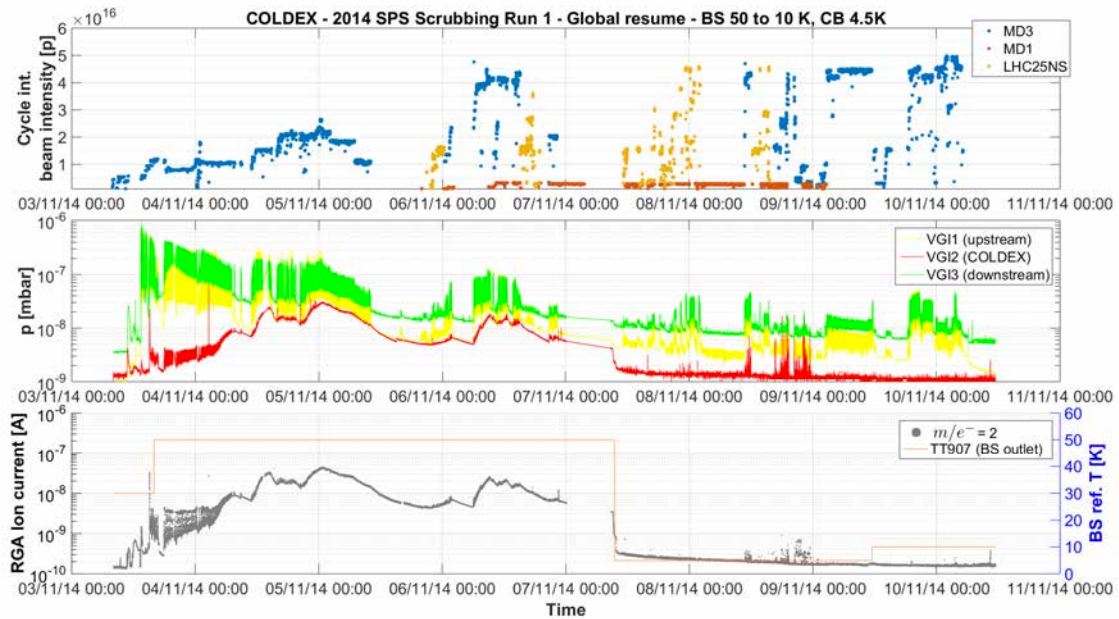 COLDEX - 2014 SPS Scrubbing Run 1 - Global resume - BS 50 to 10 K, CB 4.5K
×10¹⁶
6
5
4
3
2
1
Cycle int.
beam intensity [p]
MD3
MD1
LHC25NS
03/11/14 00:00 04/11/14 00:00 05/11/14 00:00 06/11/14 00:00 07/11/14 00:00 08/11/14 00:00 09/11/14 00:00 10/11/14 00:00 11/11/14 00:00
10⁻⁶
10⁻⁷
10⁻⁸
10⁻⁹
p [mbar]
VGI1 (upstream)
VGI2 (COLDEX)
VGI3 (downstream)
03/11/14 00:00 04/11/14 00:00 05/11/14 00:00 06/11/14 00:00 07/11/14 00:00 08/11/14 00:00 09/11/14 00:00 10/11/14 00:00 11/11/14 00:00
10⁻⁶
10⁻⁷
10⁻⁸
10⁻⁹
10⁻¹⁰
RGA Ion current [A]
m/e⁻ = 2
TT907 (BS outlet)
60
50
40
30
20
10
0
BS ref. T [K]
03/11/14 00:00 04/11/14 00:00 05/11/14 00:00 06/11/14 00:00 07/11/14 00:00 08/11/14 00:00 09/11/14 00:00 10/11/14 00:00 11/11/14 00:00
Time